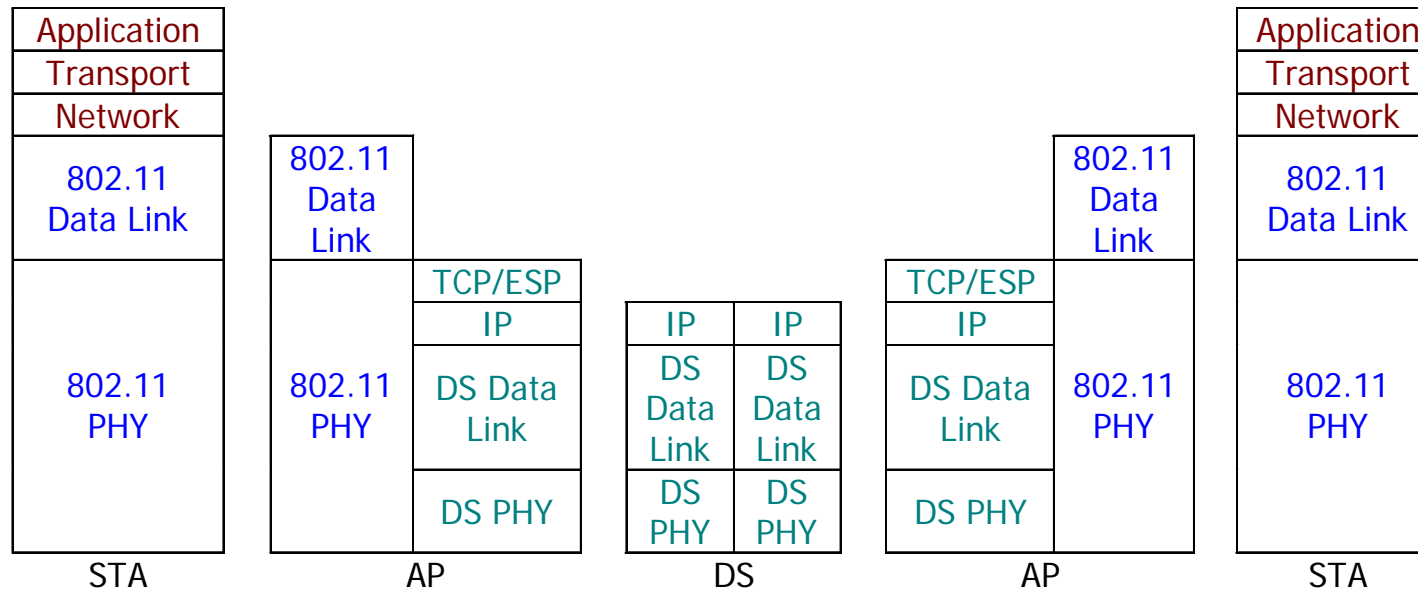 Application
Transport
Network
802.11
Data Link
802.11
PHY
STA
802.11
Data
Link
802.11
PHY
TCP/ESP
IP
DS Data
Link
DS PHY
AP
IP
DS
Data
Link
DS
PHY
IP
DS
Data
Link
DS
PHY
DS
TCP/ESP
IP
DS Data
Link
DS PHY
802.11
Data
Link
802.11
PHY
AP
Application
Transport
Network
802.11
Data Link
802.11
PHY
STA